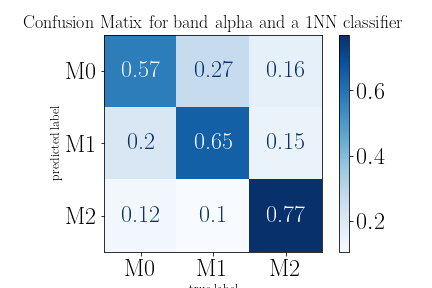 Confusion Matix for band alpha and a 1NN classifier
predicted label
M0 0.57 0.27 0.16
M1 0.2 0.65 0.15
M2 0.12 0.1 0.77
M0 M1 M2
true label
0.6
0.4
0.2